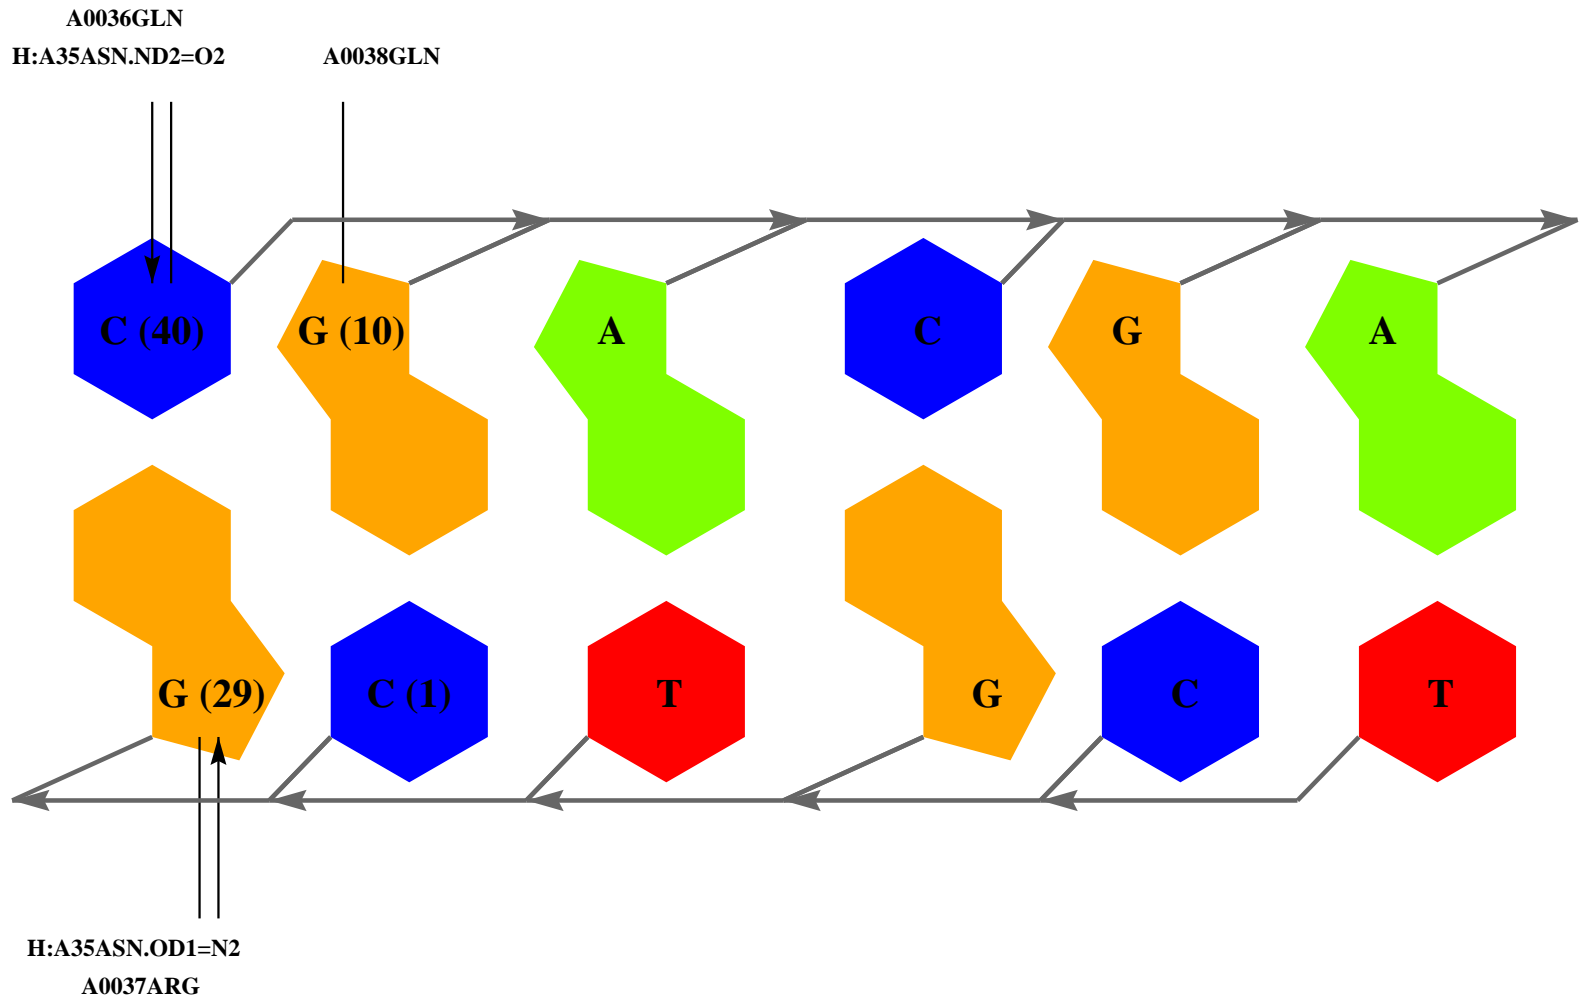 A0036GLN
H:A35ASN.ND2=O2 A0038GLN
C (40) G (10) A C G A
G (29) C (1) T G C T
H:A35ASN.OD1=N2
A0037ARG